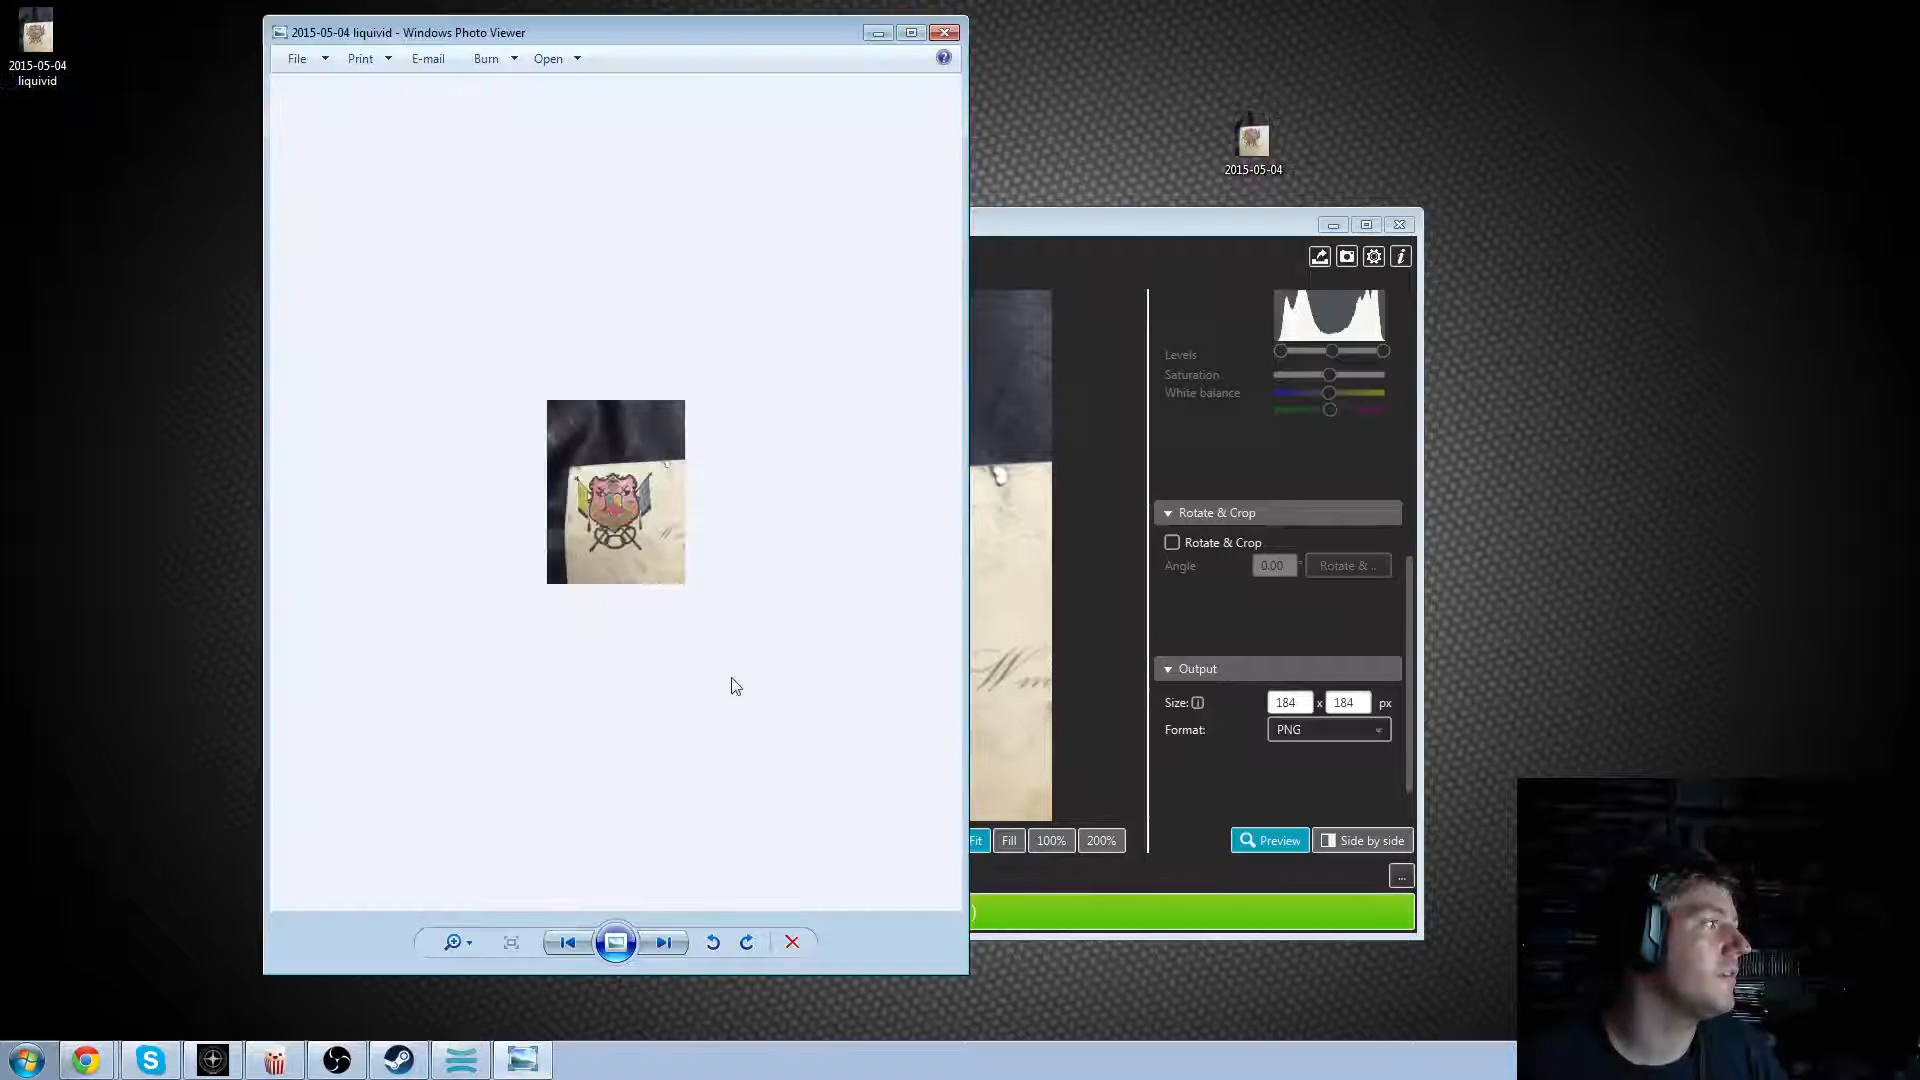 2015-05-04
liquivid
2015-05-04 liquivid - Windows Photo Viewer
File Print E-mail Burn Open
2015-05-04
Levels
Saturation
White balance
Rotate & Crop
Rotate & Crop
Angle 0.00 ° Rotate & ..
Output
Size: 184 x 184 px
Format: PNG
Fit Fill 100% 200% Preview Side by side
...
)